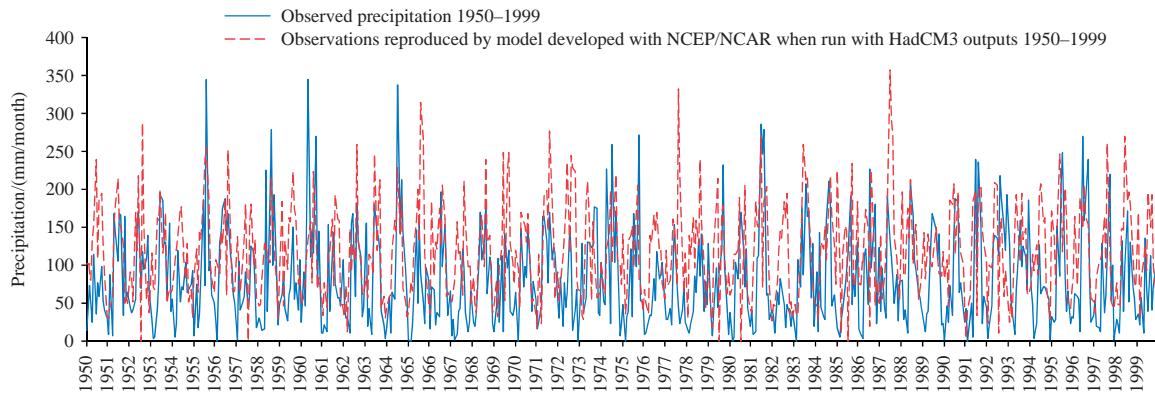 Observed precipitation 1950–1999
Observations reproduced by model developed with NCEP/NCAR when run with HadCM3 outputs 1950–1999
Precipitation/(mm/month)
400
350
300
250
200
150
100
50
0
1950 1951 1952 1953 1954 1955 1956 1957 1958 1959 1960 1961 1962 1963 1964 1965 1966 1967 1968 1969 1970 1971 1972 1973 1974 1975 1976 1977 1978 1979 1980 1981 1982 1983 1984 1985 1986 1987 1988 1989 1990 1991 1992 1993 1994 1995 1996 1997 1998 1999